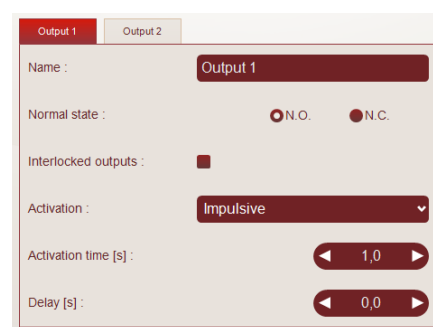 Output 1 Output 2
Name : Output 1
Normal state : N.O. N.C.
Interlocked outputs :
Activation : Impulsive
Activation time [s] : 1,0
Delay [s] : 0,0